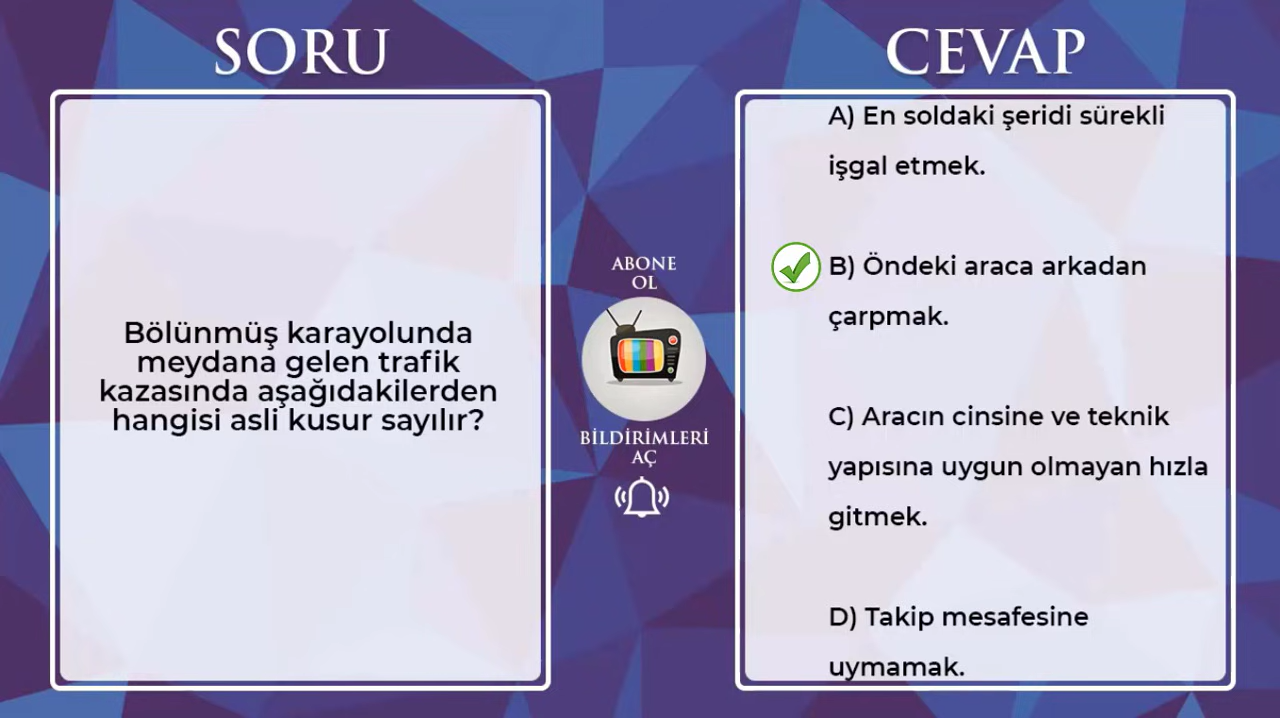 SORU
Bölünmüş karayolunda
meydana gelen trafik
kazasında aşağıdakilerden
hangisi asli kusur sayılır?
ABONE
OL
BİLDİRİMLERİ
AÇ
CEVAP
A) En soldaki şeridi sürekli
işgal etmek.
B) Öndeki araca arkadan
çarpmak.
C) Aracın cinsine ve teknik
yapısına uygun olmayan hızla
gitmek.
D) Takip mesafesine
uymamak.